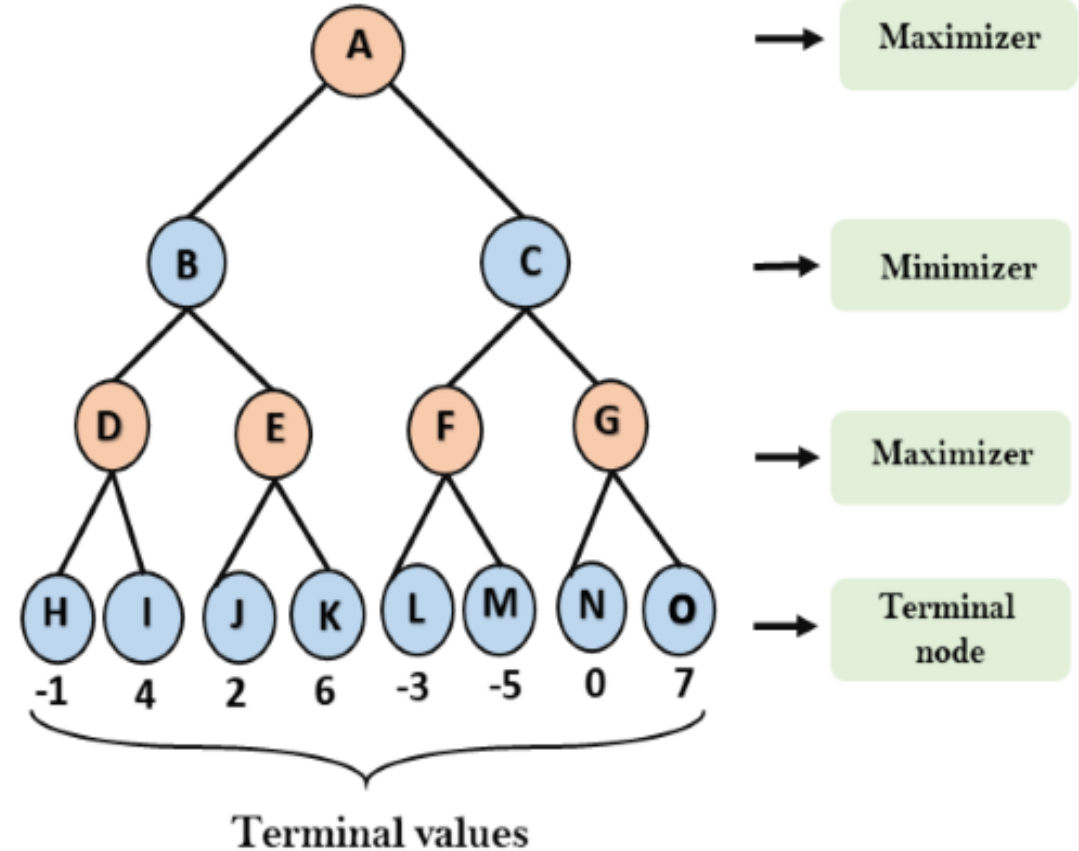 A
Maximizer
B
C
Minimizer
D
E
F
G
Maximizer
H
I
J
K
L
M
N
O
Terminal
node
-1
4
2
6
-3
-5
0
7
Terminal values